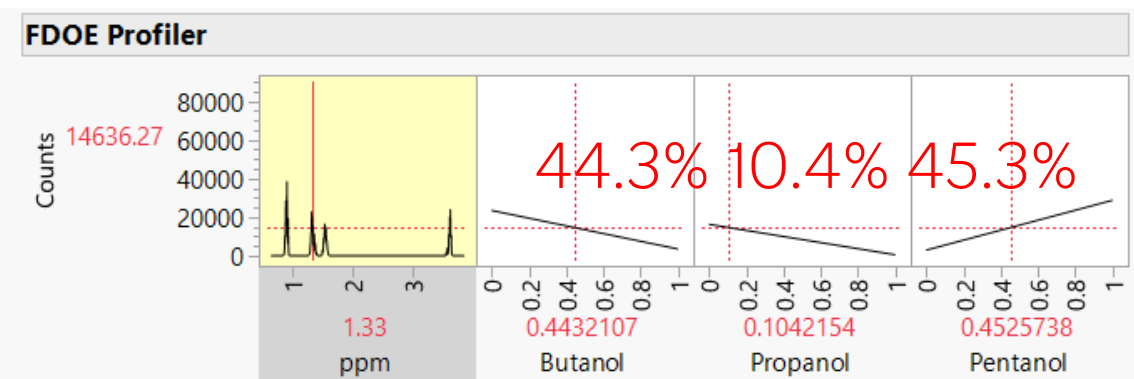 FDOE Profiler
Counts
14636.27
80000
60000
40000
20000
0
44.3% 10.4% 45.3%
1 2 3
0 0.2 0.4 0.6 0.8 1
0 0.2 0.4 0.6 0.8 1
0 0.2 0.4 0.6 0.8 1
1.33 0.4432107 0.1042154 0.4525738
ppm Butanol Propanol Pentanol